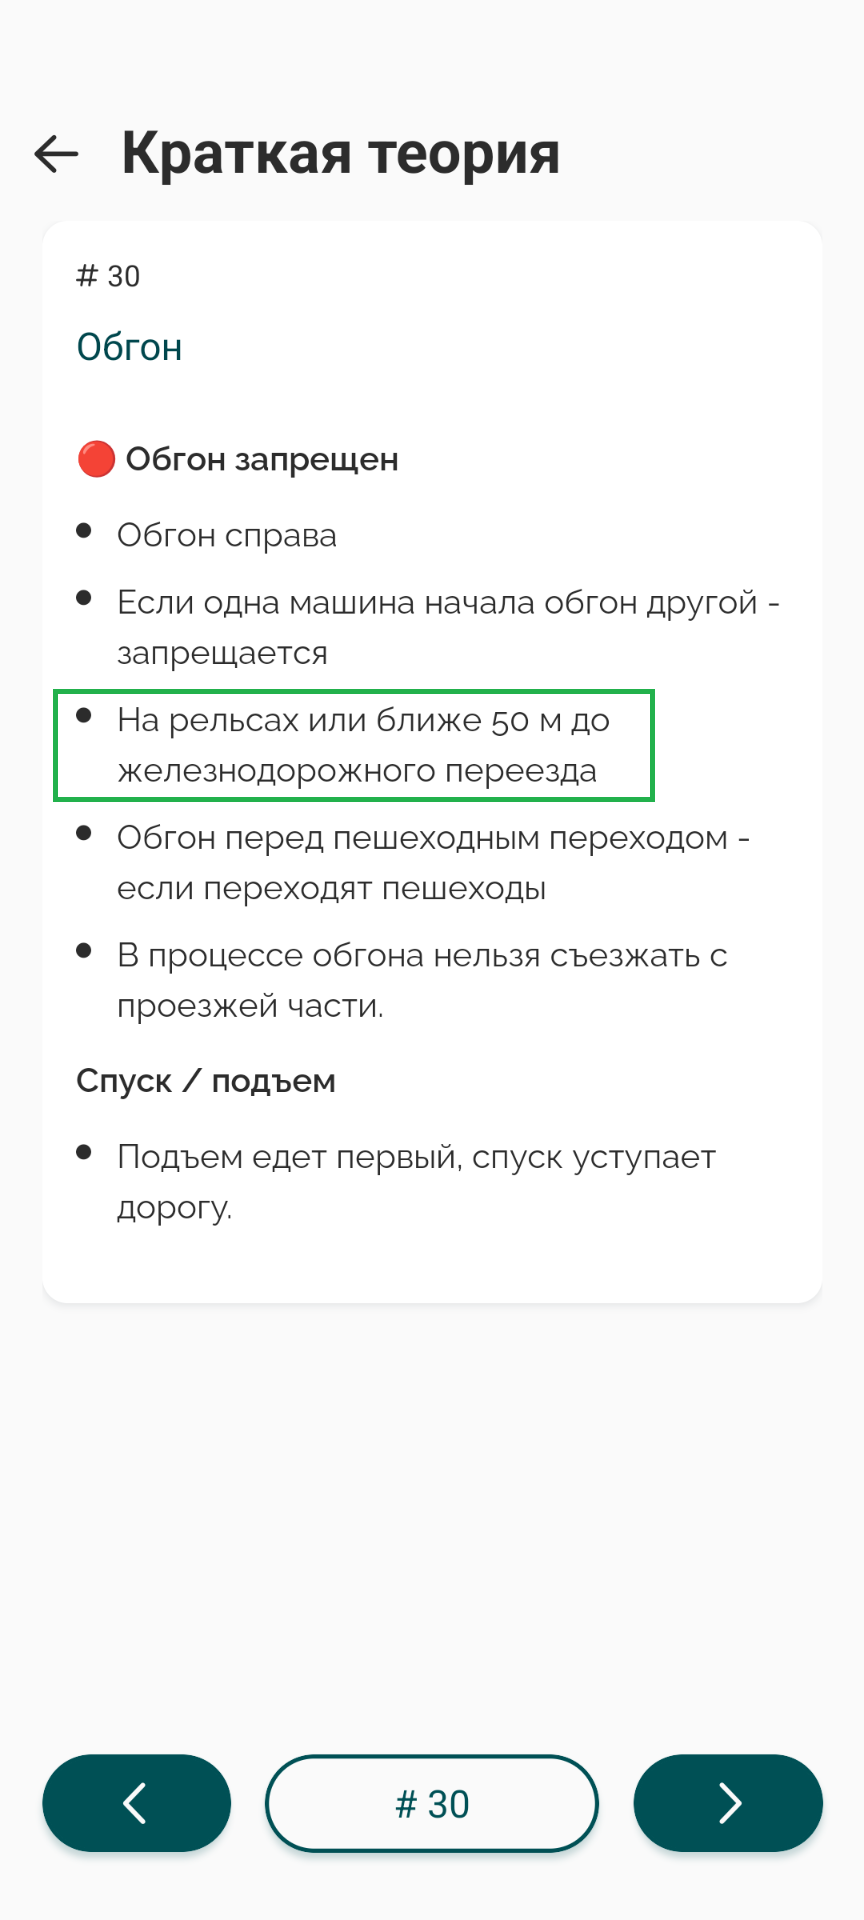 Краткая теория
# 30
Обгон
🔴 Обгон запрещен
• Обгон справа
• Если одна машина начала обгон другой -
запрещается
• На рельсах или ближе 50 м до
железнодорожного переезда
• Обгон перед пешеходным переходом -
если переходят пешеходы
• В процессе обгона нельзя съезжать с
проезжей части.
Спуск / подъем
• Подъем едет первый, спуск уступает
дорогу.
# 30